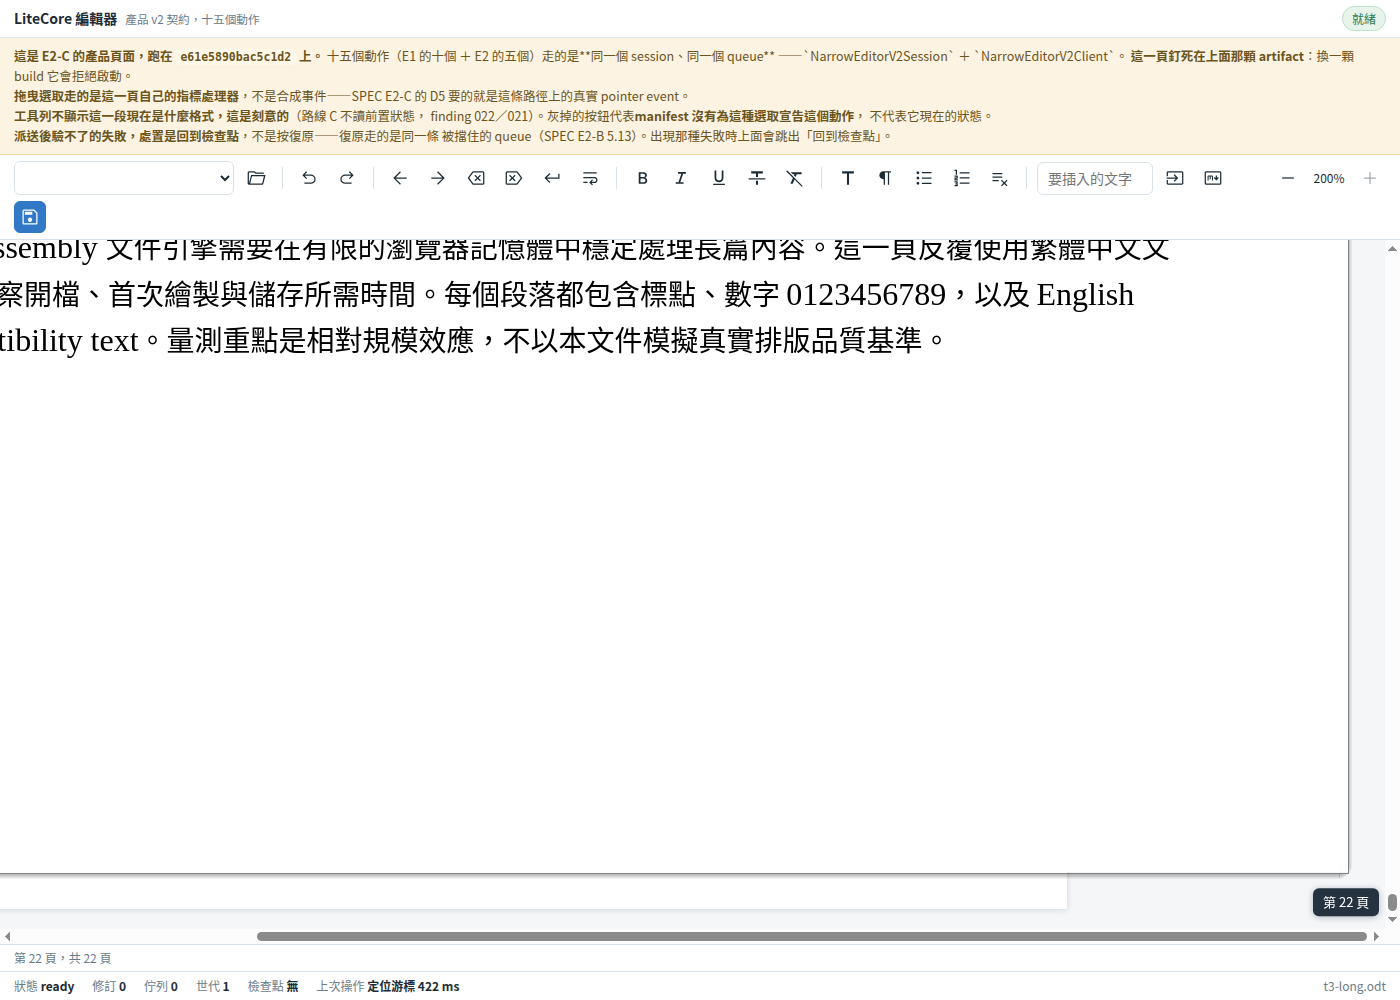 LiteCore 編輯器 產品 v2 契約，十五個動作 就緒
這是 E2-C 的產品頁面，跑在 e61e5890bac5c1d2 上。 十五個動作（E1 的十個 ＋ E2 的五個）走的是**同一個 session、同一個 queue** ——`NarrowEditorV2Session` ＋ `NarrowEditorV2Client`。 這一頁釘死在上面那顆 artifact：換一顆
build 它會拒絕啟動。
拖曳選取走的是這一頁自己的指標處理器，不是合成事件——SPEC E2-C 的 D5 要的就是這條路徑上的真實 pointer event。
工具列不顯示這一段現在是什麼格式，這是刻意的（路線 C 不讀前置狀態， finding 022／021）。灰掉的按鈕代表manifest 沒有為這種選取宣告這個動作， 不代表它現在的狀態。
派送後驗不了的失敗，處置是回到檢查點，不是按復原——復原走的是同一條 被擋住的 queue（SPEC E2-B 5.13）。出現那種失敗時上面會跳出「回到檢查點」。
要插入的文字 200%
ssembly 文件引擎需要在有限的瀏覽器記憶體中穩定處理長篇內容。這一頁反覆使用繁體中文文
察開檔、首次繪製與儲存所需時間。每個段落都包含標點、數字 0123456789，以及 English
tibility text。量測重點是相對規模效應，不以本文件模擬真實排版品質基準。
第 22 頁
第 22 頁，共 22 頁
狀態 ready 修訂 0 佇列 0 世代 1 檢查點 無 上次操作 定位游標 422 ms t3-long.odt